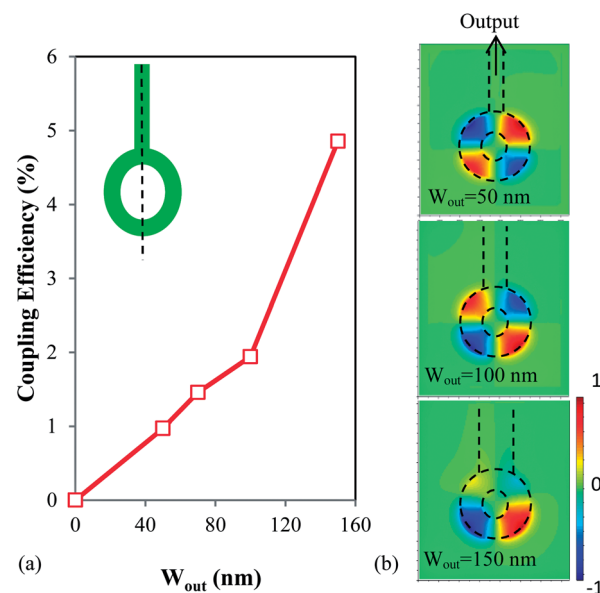 Output
6
5
4
3
2
1
0
Coupling Efficiency (%)
0 40 80 120 160
W_out (nm)
(a)
W_out=50 nm
W_out=100 nm
W_out=150 nm
1
0
-1
(b)